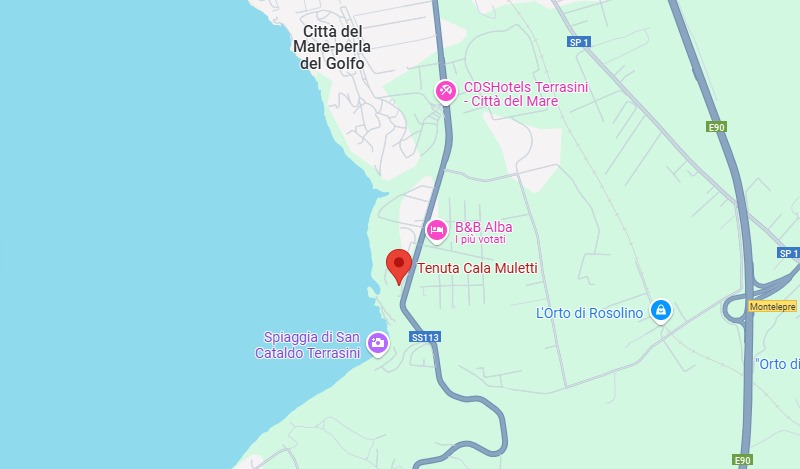 Città del
Mare-perla
del Golfo
SP 1
CDSHotels Terrasini
- Città del Mare
E90
B&B Alba
I più votati
SP 1
Tenuta Cala Muletti
Montelepre
L'Orto di Rosolino
SS113
Spiaggia di San
Cataldo Terrasini
"Orto di
E90